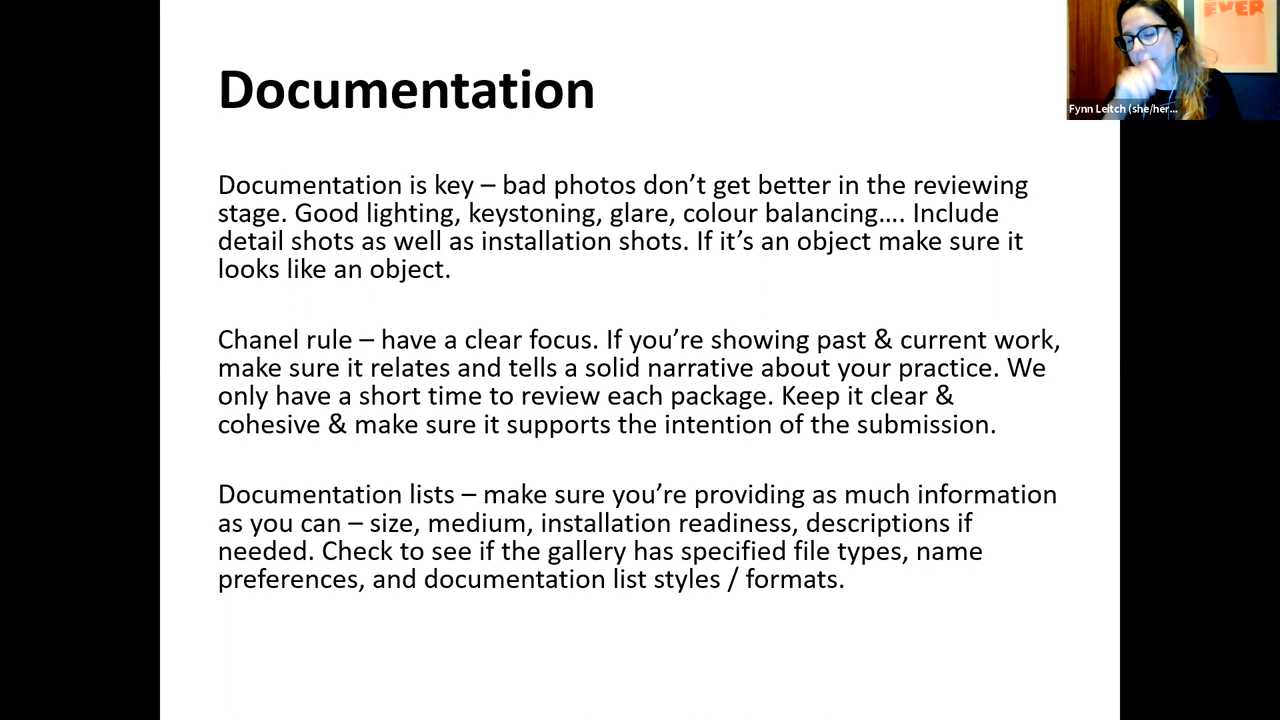 Documentation
Documentation is key – bad photos don’t get better in the reviewing
stage. Good lighting, keystoning, glare, colour balancing…. Include
detail shots as well as installation shots. If it’s an object make sure it
looks like an object.
Chanel rule – have a clear focus. If you’re showing past & current work,
make sure it relates and tells a solid narrative about your practice. We
only have a short time to review each package. Keep it clear &
cohesive & make sure it supports the intention of the submission.
Documentation lists – make sure you’re providing as much information
as you can – size, medium, installation readiness, descriptions if
needed. Check to see if the gallery has specified file types, name
preferences, and documentation list styles / formats.
EVER
Fynn Leitch (she/her...